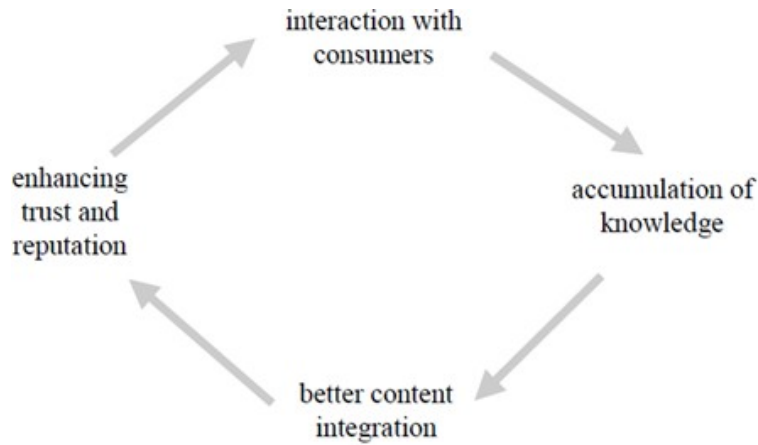 interaction with
consumers
accumulation of
knowledge
better content
integration
enhancing
trust and
reputation